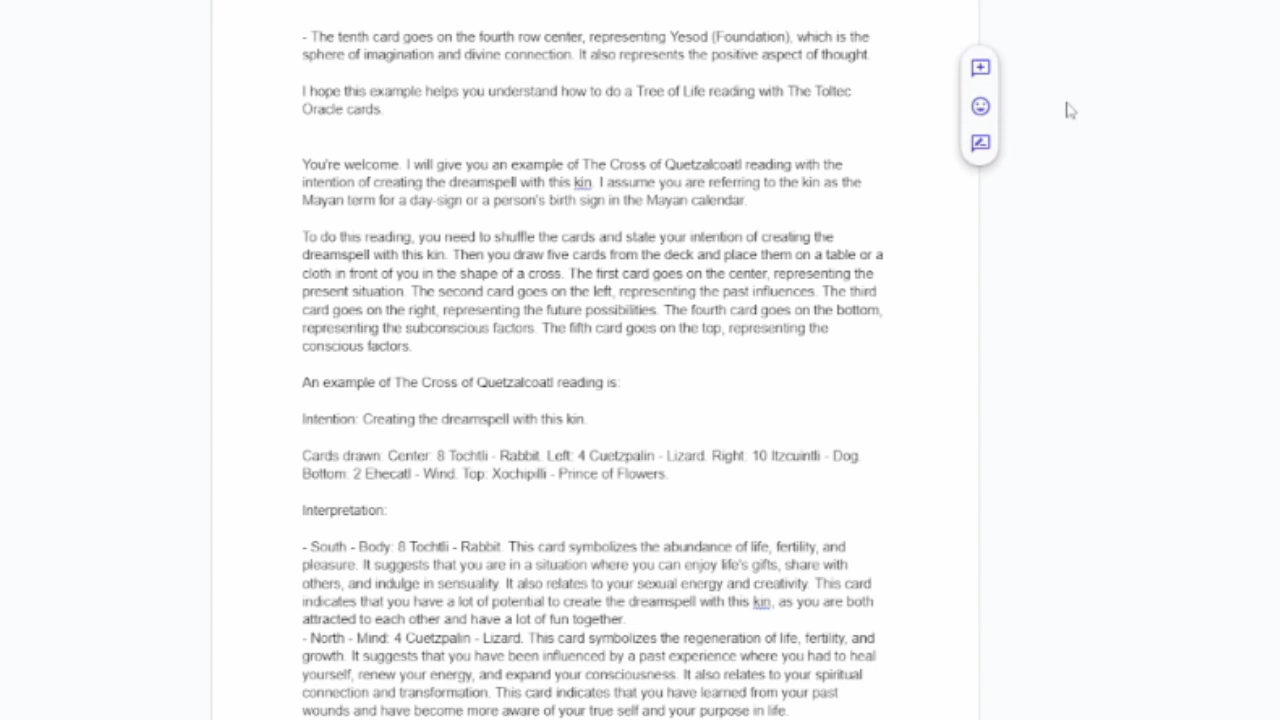 - The tenth card goes on the fourth row center, representing Yesod (Foundation), which is the
sphere of imagination and divine connection. It also represents the positive aspect of thought.
I hope this example helps you understand how to do a Tree of Life reading with The Toltec
Oracle cards.
You're welcome. I will give you an example of The Cross of Quetzalcoatl reading with the
intention of creating the dreamspell with this kin. I assume you are referring to the kin as the
Mayan term for a day-sign or a person's birth sign in the Mayan calendar.
To do this reading, you need to shuffle the cards and state your intention of creating the
dreamspell with this kin. Then you draw five cards from the deck and place them on a table or a
cloth in front of you in the shape of a cross. The first card goes on the center, representing the
present situation. The second card goes on the left, representing the past influences. The third
card goes on the right, representing the future possibilities. The fourth card goes on the bottom,
representing the subconscious factors. The fifth card goes on the top, representing the
conscious factors.
An example of The Cross of Quetzalcoatl reading is:
Intention: Creating the dreamspell with this kin.
Cards drawn: Center: 8 Tochtli - Rabbit. Left: 4 Cuetzpalin - Lizard. Right: 10 Itzcuintli - Dog.
Bottom: 2 Ehecatl - Wind. Top: Xochipilli - Prince of Flowers.
Interpretation:
- South - Body: 8 Tochtli - Rabbit. This card symbolizes the abundance of life, fertility, and
pleasure. It suggests that you are in a situation where you can enjoy life's gifts, share with
others, and indulge in sensuality. It also relates to your sexual energy and creativity. This card
indicates that you have a lot of potential to create the dreamspell with this kin, as you are both
attracted to each other and have a lot of fun together.
- North - Mind: 4 Cuetzpalin - Lizard. This card symbolizes the regeneration of life, fertility, and
growth. It suggests that you have been influenced by a past experience where you had to heal
yourself, renew your energy, and expand your consciousness. It also relates to your spiritual
connection and transformation. This card indicates that you have learned from your past
wounds and have become more aware of your true self and your purpose in life.